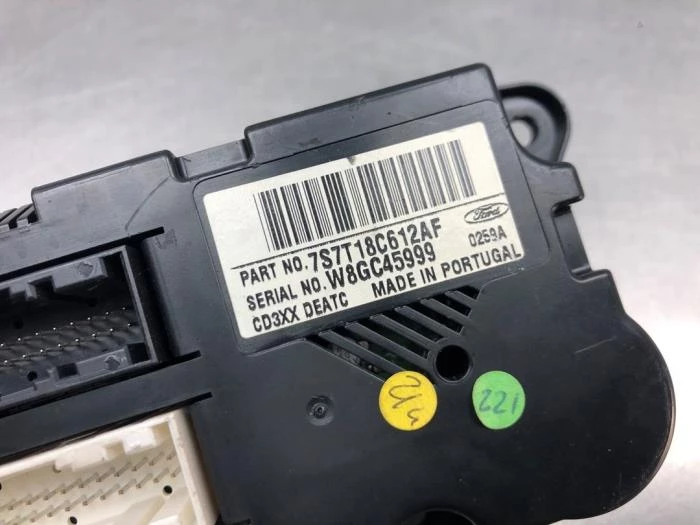 PART NO. 7S7T18C612AF
Ford
SERIAL NO. W8GC45999
0259A
CD3XX DEATC MADE IN PORTUGAL
221